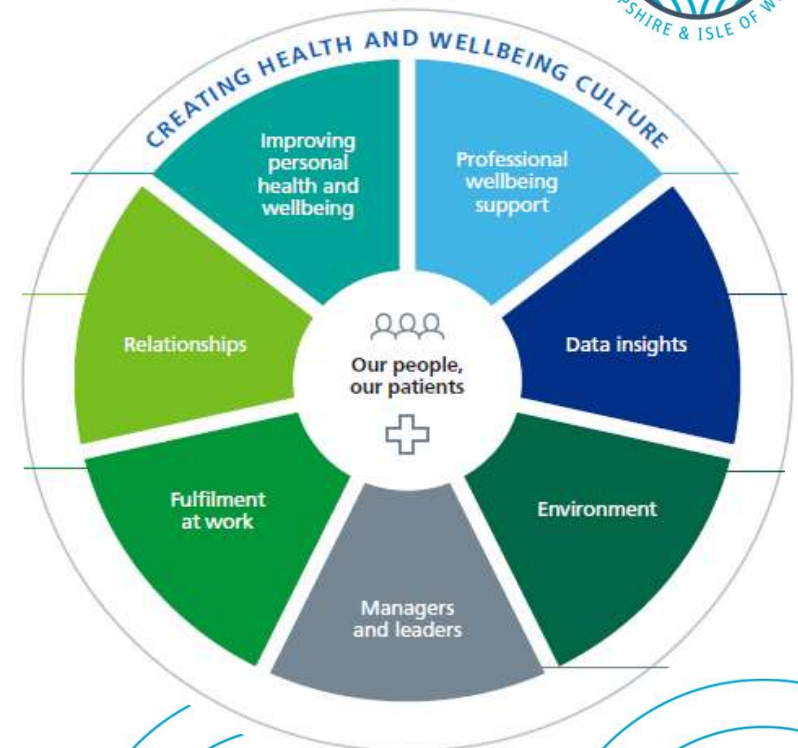 SHIRE & ISLE OF
CREATING HEALTH AND WELLBEING CULTURE
Improving
personal
health and
wellbeing
Professional
wellbeing
support
Relationships
Our people,
our patients
Data insights
Fulfilment
at work
Environment
Managers
and leaders